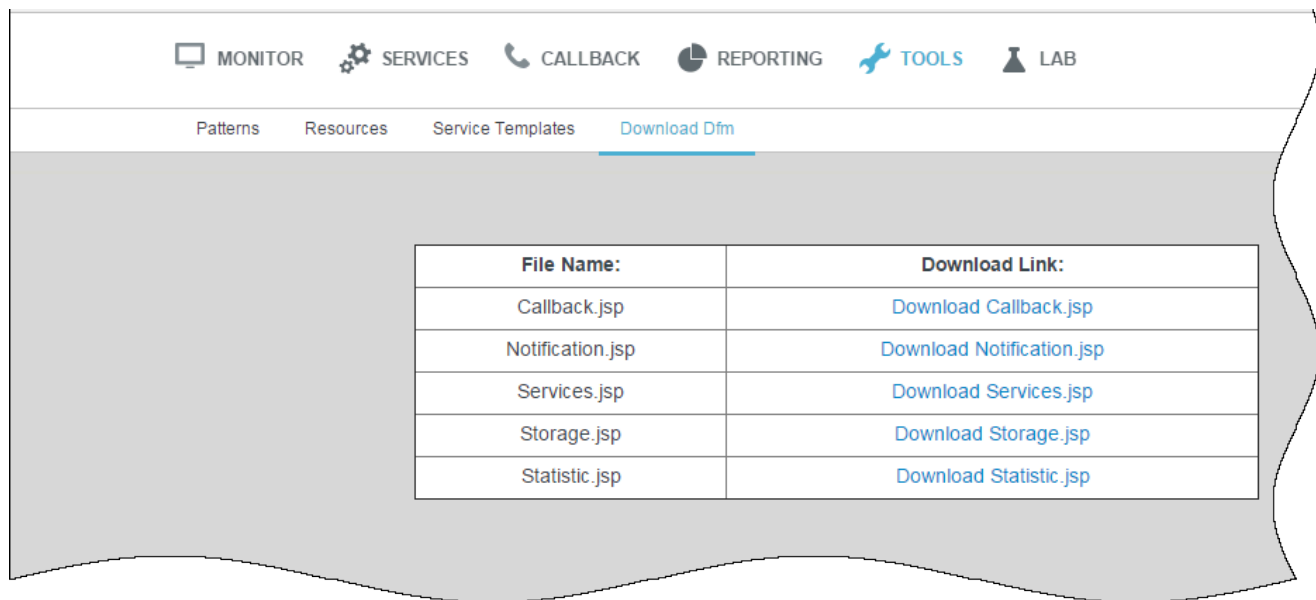 MONITOR SERVICES CALLBACK REPORTING TOOLS LAB
Patterns Resources Service Templates Download Dfm
File Name: Download Link:
Callback.jsp Download Callback.jsp
Notification.jsp Download Notification.jsp
Services.jsp Download Services.jsp
Storage.jsp Download Storage.jsp
Statistic.jsp Download Statistic.jsp